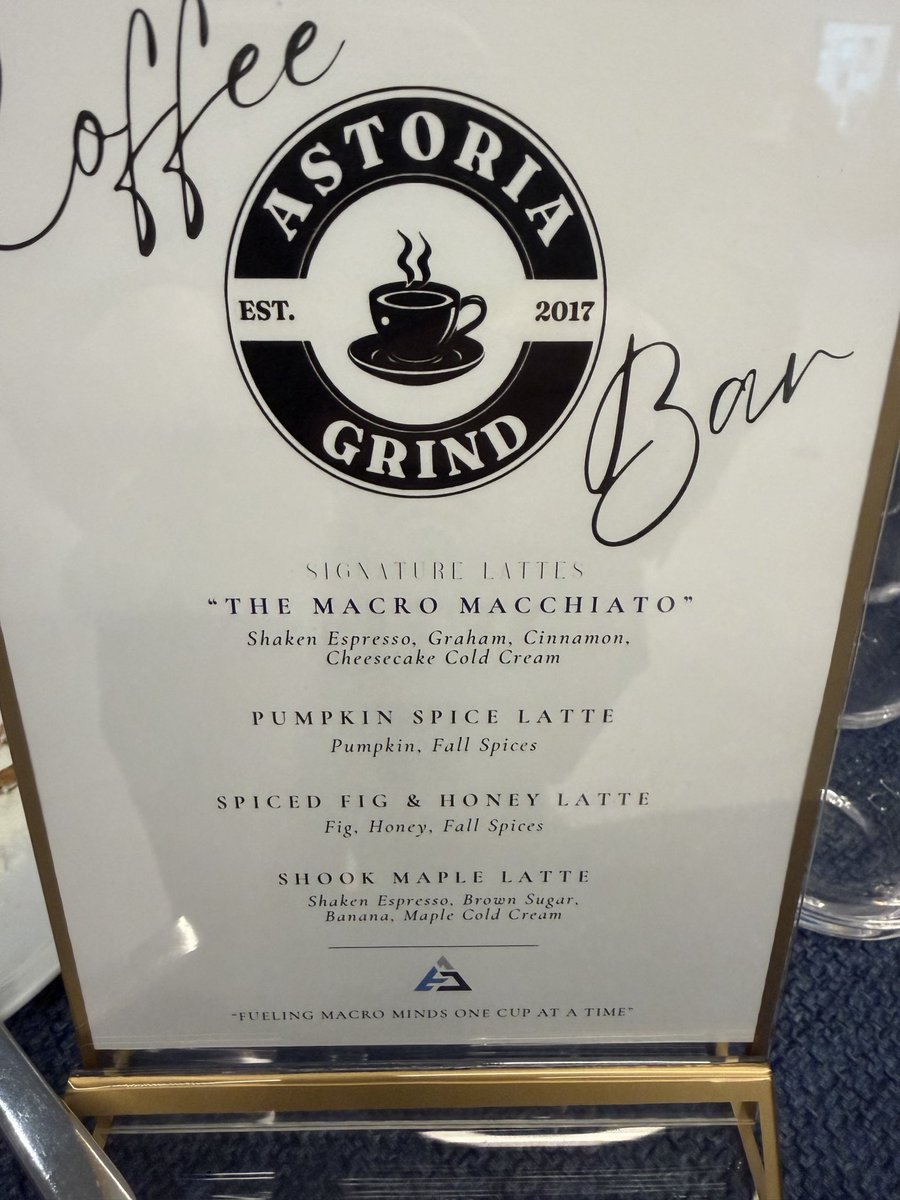 Coffee
ASTORIA
EST. 2017
GRIND
Bar
SIGNATURE LATTES
“THE MACRO MACCHIATO”
Shaken Espresso, Graham, Cinnamon,
Cheesecake Cold Cream
PUMPKIN SPICE LATTE
Pumpkin, Fall Spices
SPICED FIG & HONEY LATTE
Fig, Honey, Fall Spices
SHOOK MAPLE LATTE
Shaken Espresso, Brown Sugar,
Banana, Maple Cold Cream
“FUELING MACRO MINDS ONE CUP AT A TIME”